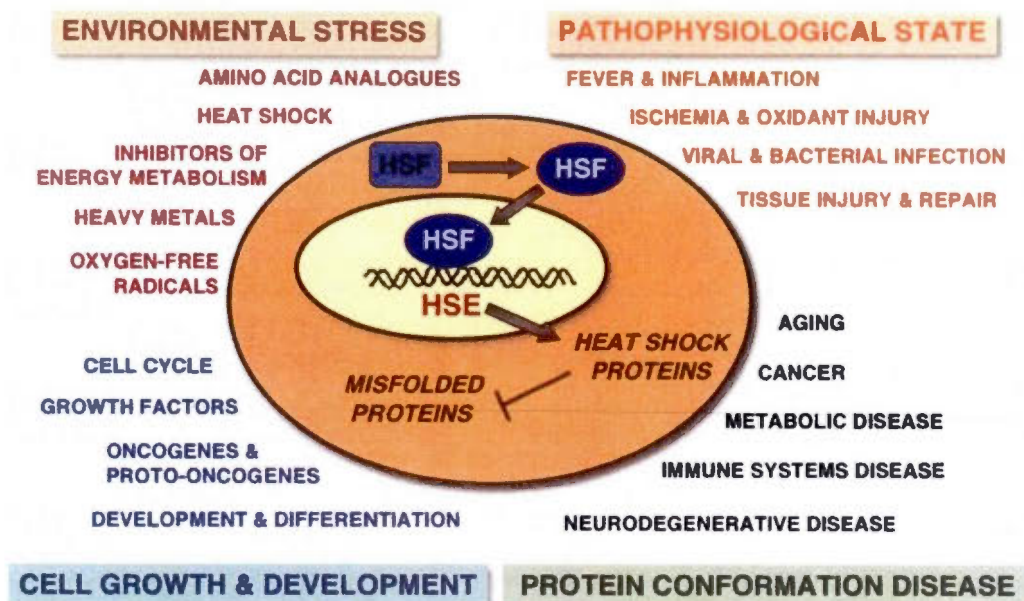 ENVIRONMENTAL STRESS
AMINO ACID ANALOGUES
HEAT SHOCK
INHIBITORS OF
ENERGY METABOLISM
HEAVY METALS
OXYGEN-FREE
RADICALS
PATHOPHYSIOLOGICAL STATE
FEVER & INFLAMMATION
ISCHEMIA & OXIDANT INJURY
VIRAL & BACTERIAL INFECTION
TISSUE INJURY & REPAIR
HSF
HSF
HSF
HSE
HEAT SHOCK
PROTEINS
MISFOLDED
PROTEINS
CELL CYCLE
GROWTH FACTORS
ONCOGENES &
PROTO-ONCOGENES
DEVELOPMENT & DIFFERENTIATION
CELL GROWTH & DEVELOPMENT
AGING
CANCER
METABOLIC DISEASE
IMMUNE SYSTEMS DISEASE
NEURODEGENERATIVE DISEASE
PROTEIN CONFORMATION DISEASE